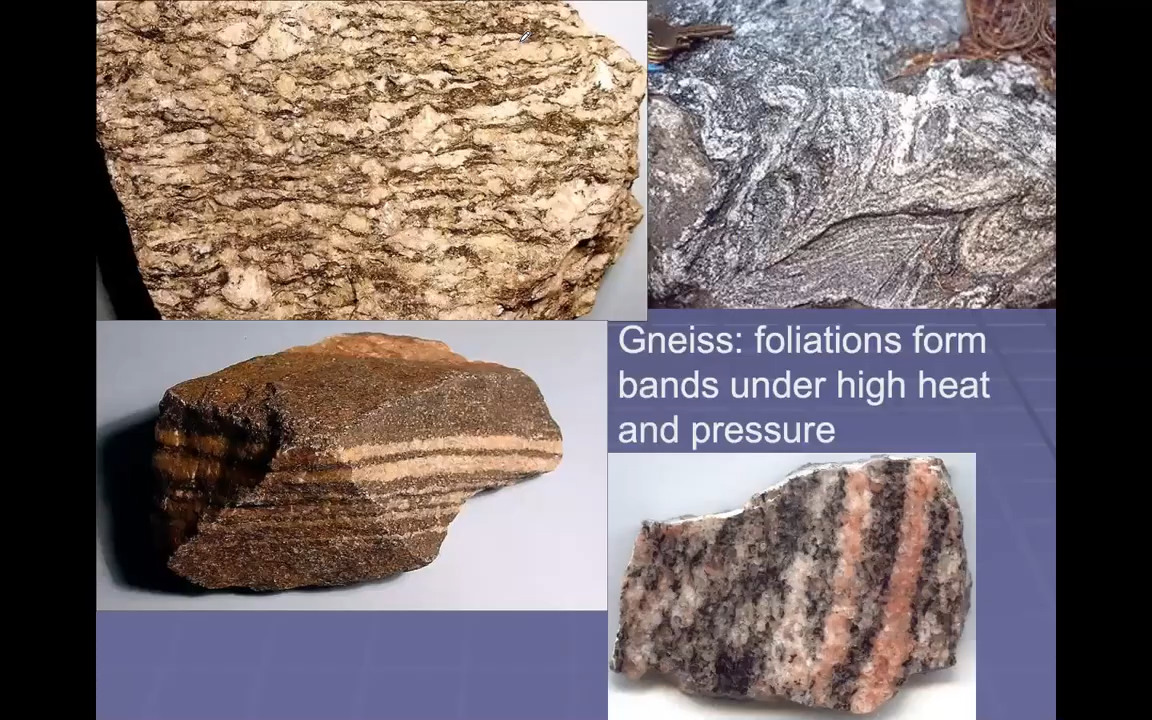 Gneiss: foliations form
bands under high heat
and pressure